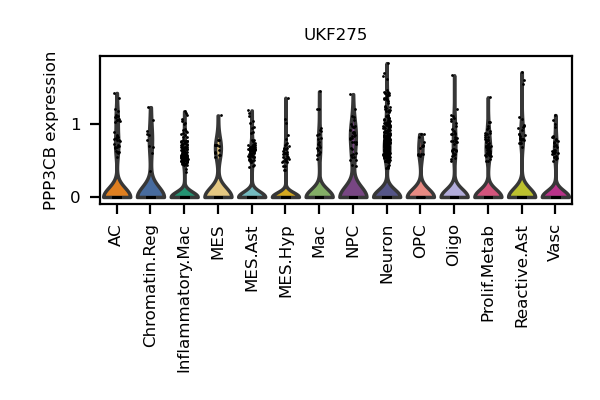 UKF275
PPP3CB expression
1
0
AC
Chromatin.Reg
Inflammatory.Mac
MES
MES.Ast
MES.Hyp
Mac
NPC
Neuron
OPC
Oligo
Prolif.Metab
Reactive.Ast
Vasc